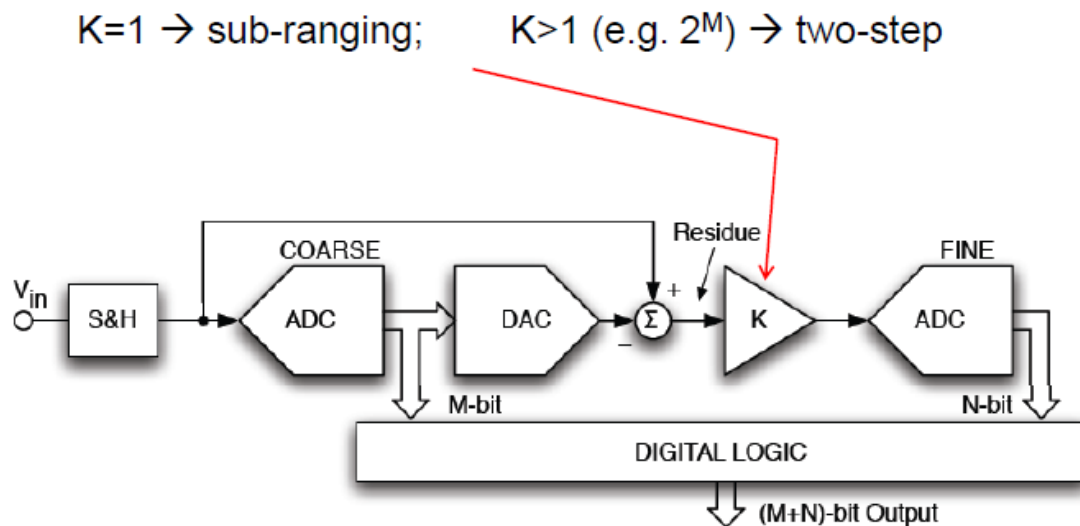 K=1 → sub-ranging; K>1 (e.g. 2^M) → two-step
Residue
COARSE
FINE
V_in
S&H
ADC
DAC
+
Σ
−
K
ADC
M-bit
N-bit
DIGITAL LOGIC
(M+N)-bit Output